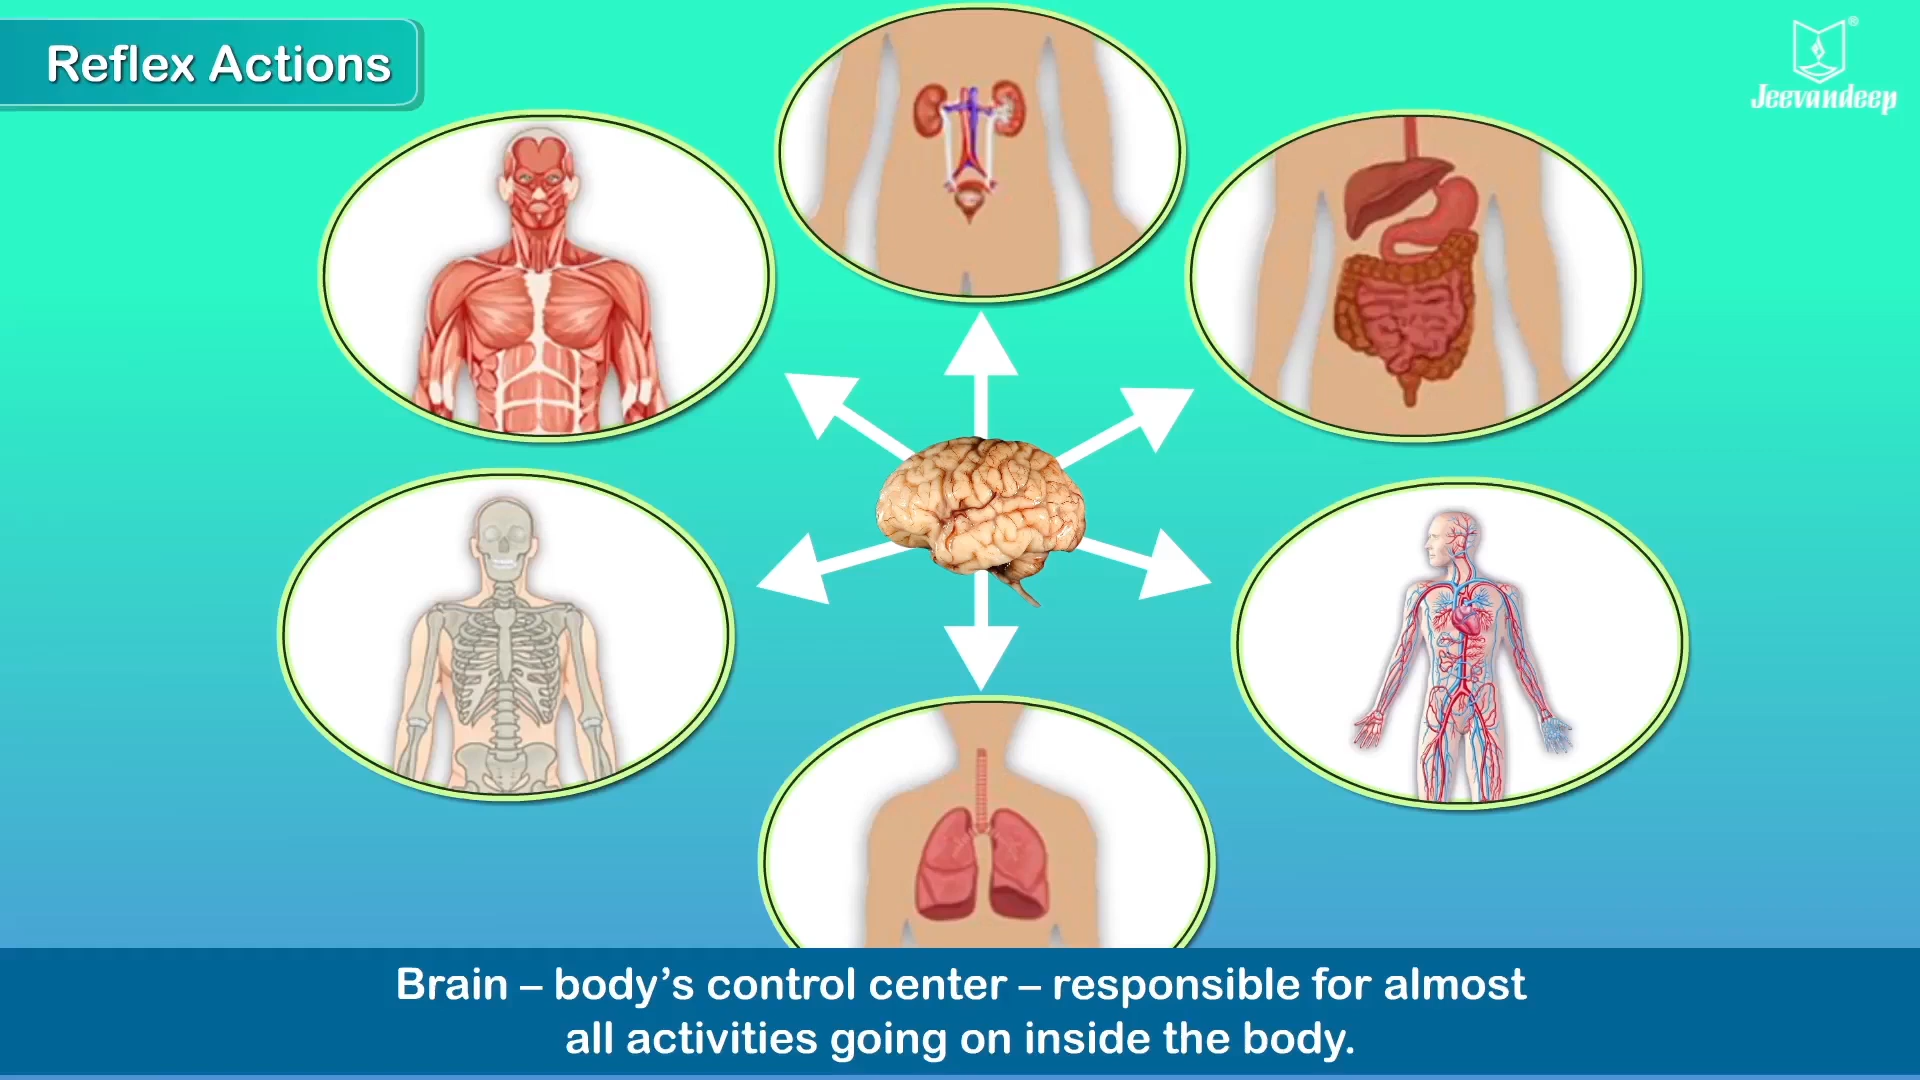 Reflex Actions
®
Jeevandeep
Brain – body’s control center – responsible for almost
all activities going on inside the body.